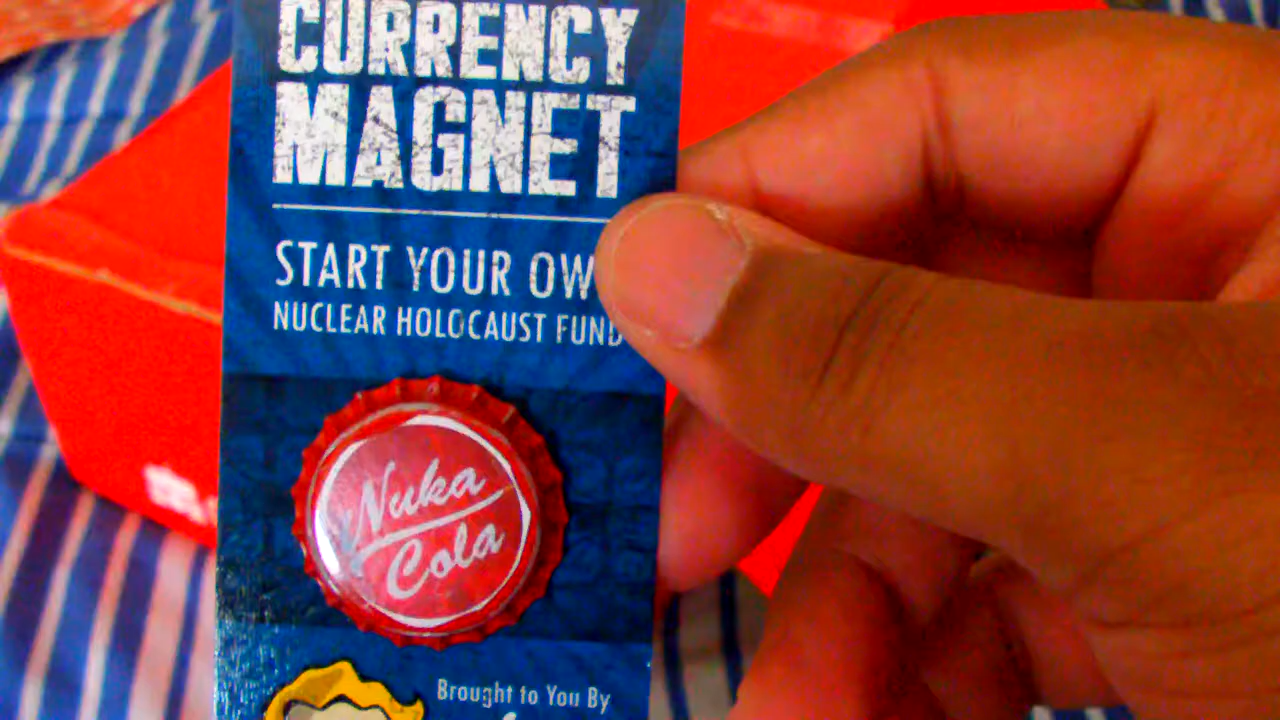 CURRENCY
MAGNET
START YOUR OW
NUCLEAR HOLOCAUST FUND
Nuka
Cola
Brought to You By